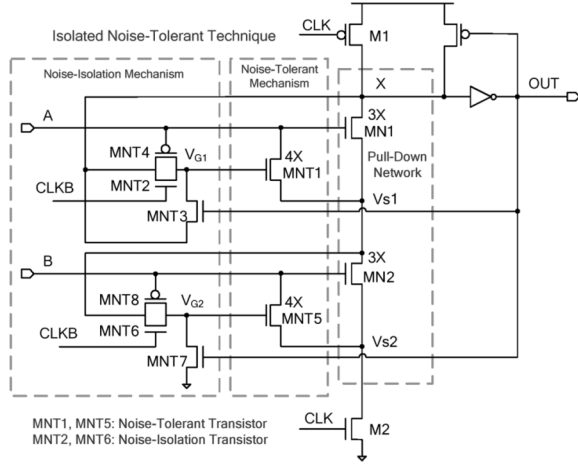 Isolated Noise-Tolerant Technique
CLK
M1
OUT
Noise-Isolation Mechanism
Noise-Tolerant
Mechanism
X
A
3X
MN1
MNT4
VG1
4X
MNT1
Pull-Down
Network
MNT2
CLKB
MNT3
Vs1
B
3X
MN2
MNT8
VG2
4X
MNT5
MNT6
CLKB
MNT7
Vs2
CLK
M2
MNT1, MNT5: Noise-Tolerant Transistor
MNT2, MNT6: Noise-Isolation Transistor